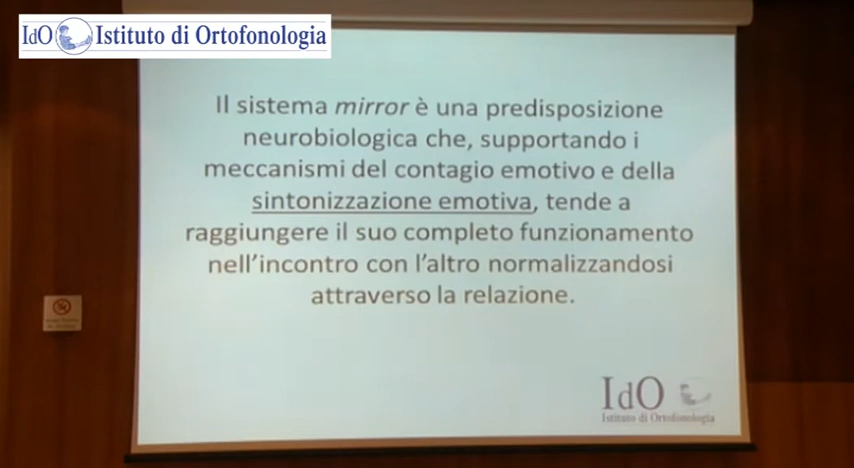 IdO Istituto di Ortofonologia
Il sistema mirror è una predisposizione
neurobiologica che, supportando i
meccanismi del contagio emotivo e della
sintonizzazione emotiva, tende a
raggiungere il suo completo funzionamento
nell'incontro con l'altro normalizzandosi
attraverso la relazione.
IdO
Istituto di Ortofonologia